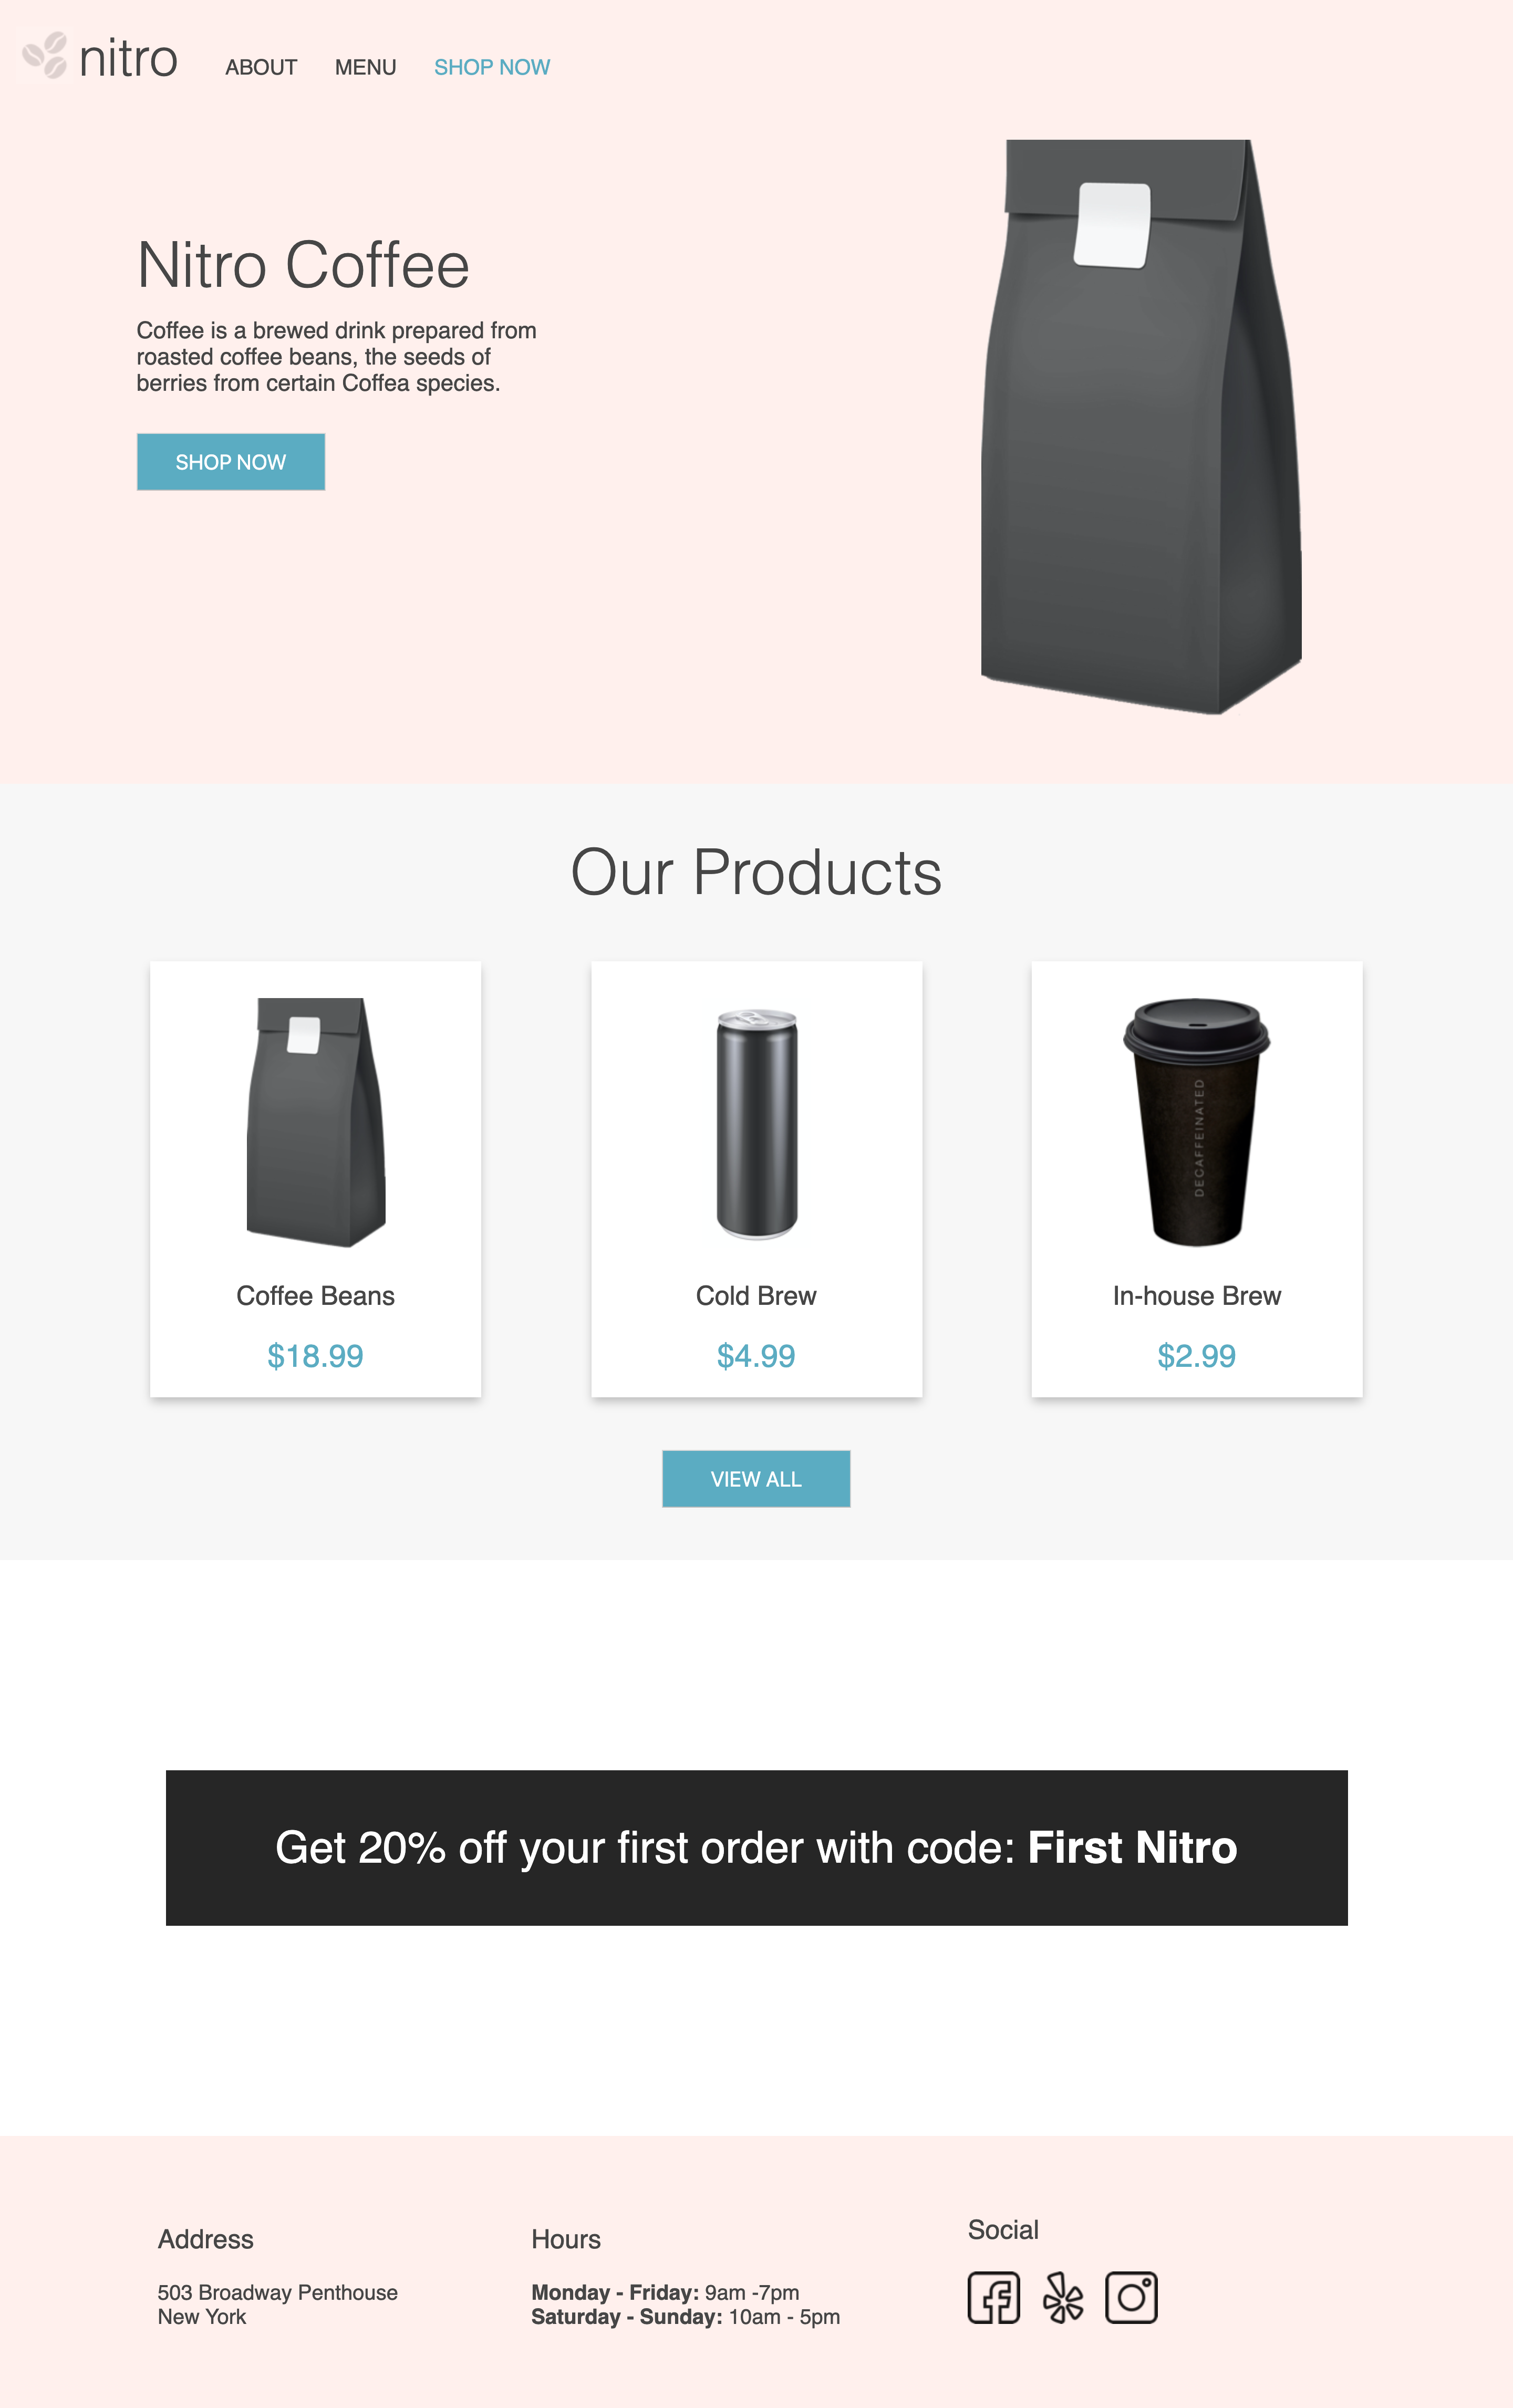 nitro ABOUT MENU SHOP NOW
Nitro Coffee
Coffee is a brewed drink prepared from
roasted coffee beans, the seeds of
berries from certain Coffea species.
SHOP NOW
Our Products
DECAFFEINATED
Coffee Beans
$18.99
Cold Brew
$4.99
In-house Brew
$2.99
VIEW ALL
Get 20% off your first order with code: First Nitro
Address
503 Broadway Penthouse
New York
Hours
Monday - Friday: 9am -7pm
Saturday - Sunday: 10am - 5pm
Social